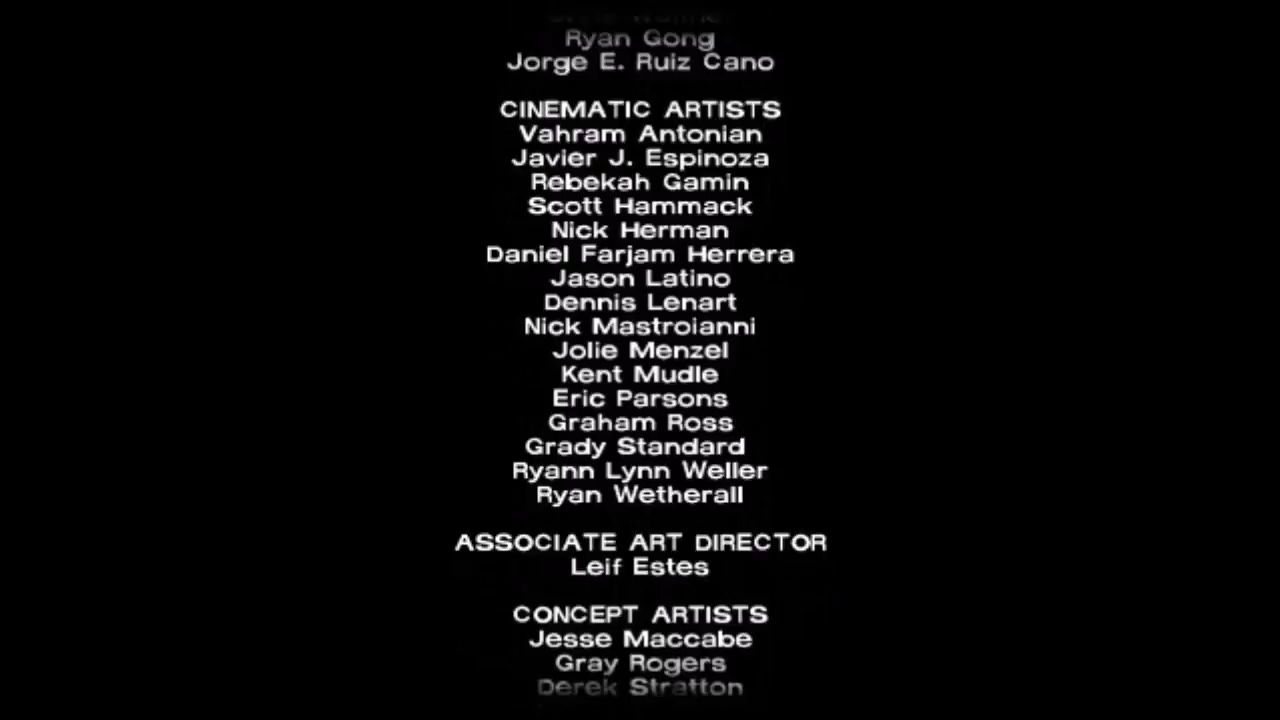 Ryan Gong
Jorge E. Ruiz Cano
CINEMATIC ARTISTS
Vahram Antonian
Javier J. Espinoza
Rebekah Gamin
Scott Hammack
Nick Herman
Daniel Farjam Herrera
Jason Latino
Dennis Lenart
Nick Mastroianni
Jolie Menzel
Kent Mudle
Eric Parsons
Graham Ross
Grady Standard
Ryann Lynn Weller
Ryan Wetherall
ASSOCIATE ART DIRECTOR
Leif Estes
CONCEPT ARTISTS
Jesse Maccabe
Gray Rogers
Derek Stratton